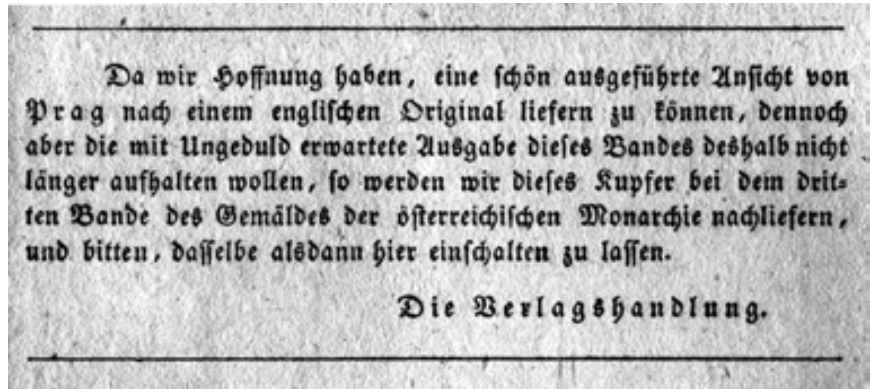 Da wir Hoffnung haben, eine schön ausgeführte Ansicht von
Prag nach einem englischen Original liefern zu können, dennoch
aber die mit Ungeduld erwartete Ausgabe dieses Bandes deshalb nicht
länger aufhalten wollen, so werden wir dieses Kupfer bei dem drit-
ten Bande des Gemäldes der österreichischen Monarchie nachliefern,
und bitten, dasselbe alsdann hier einschalten zu lassen.
Die Verlagshandlung.